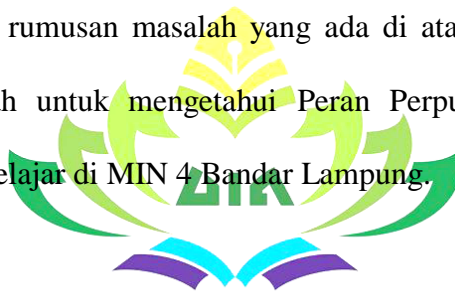 rumusan masalah yang ada di ata
h untuk mengetahui Peran Perpu
elajar di MIN 4 Bandar Lampung.